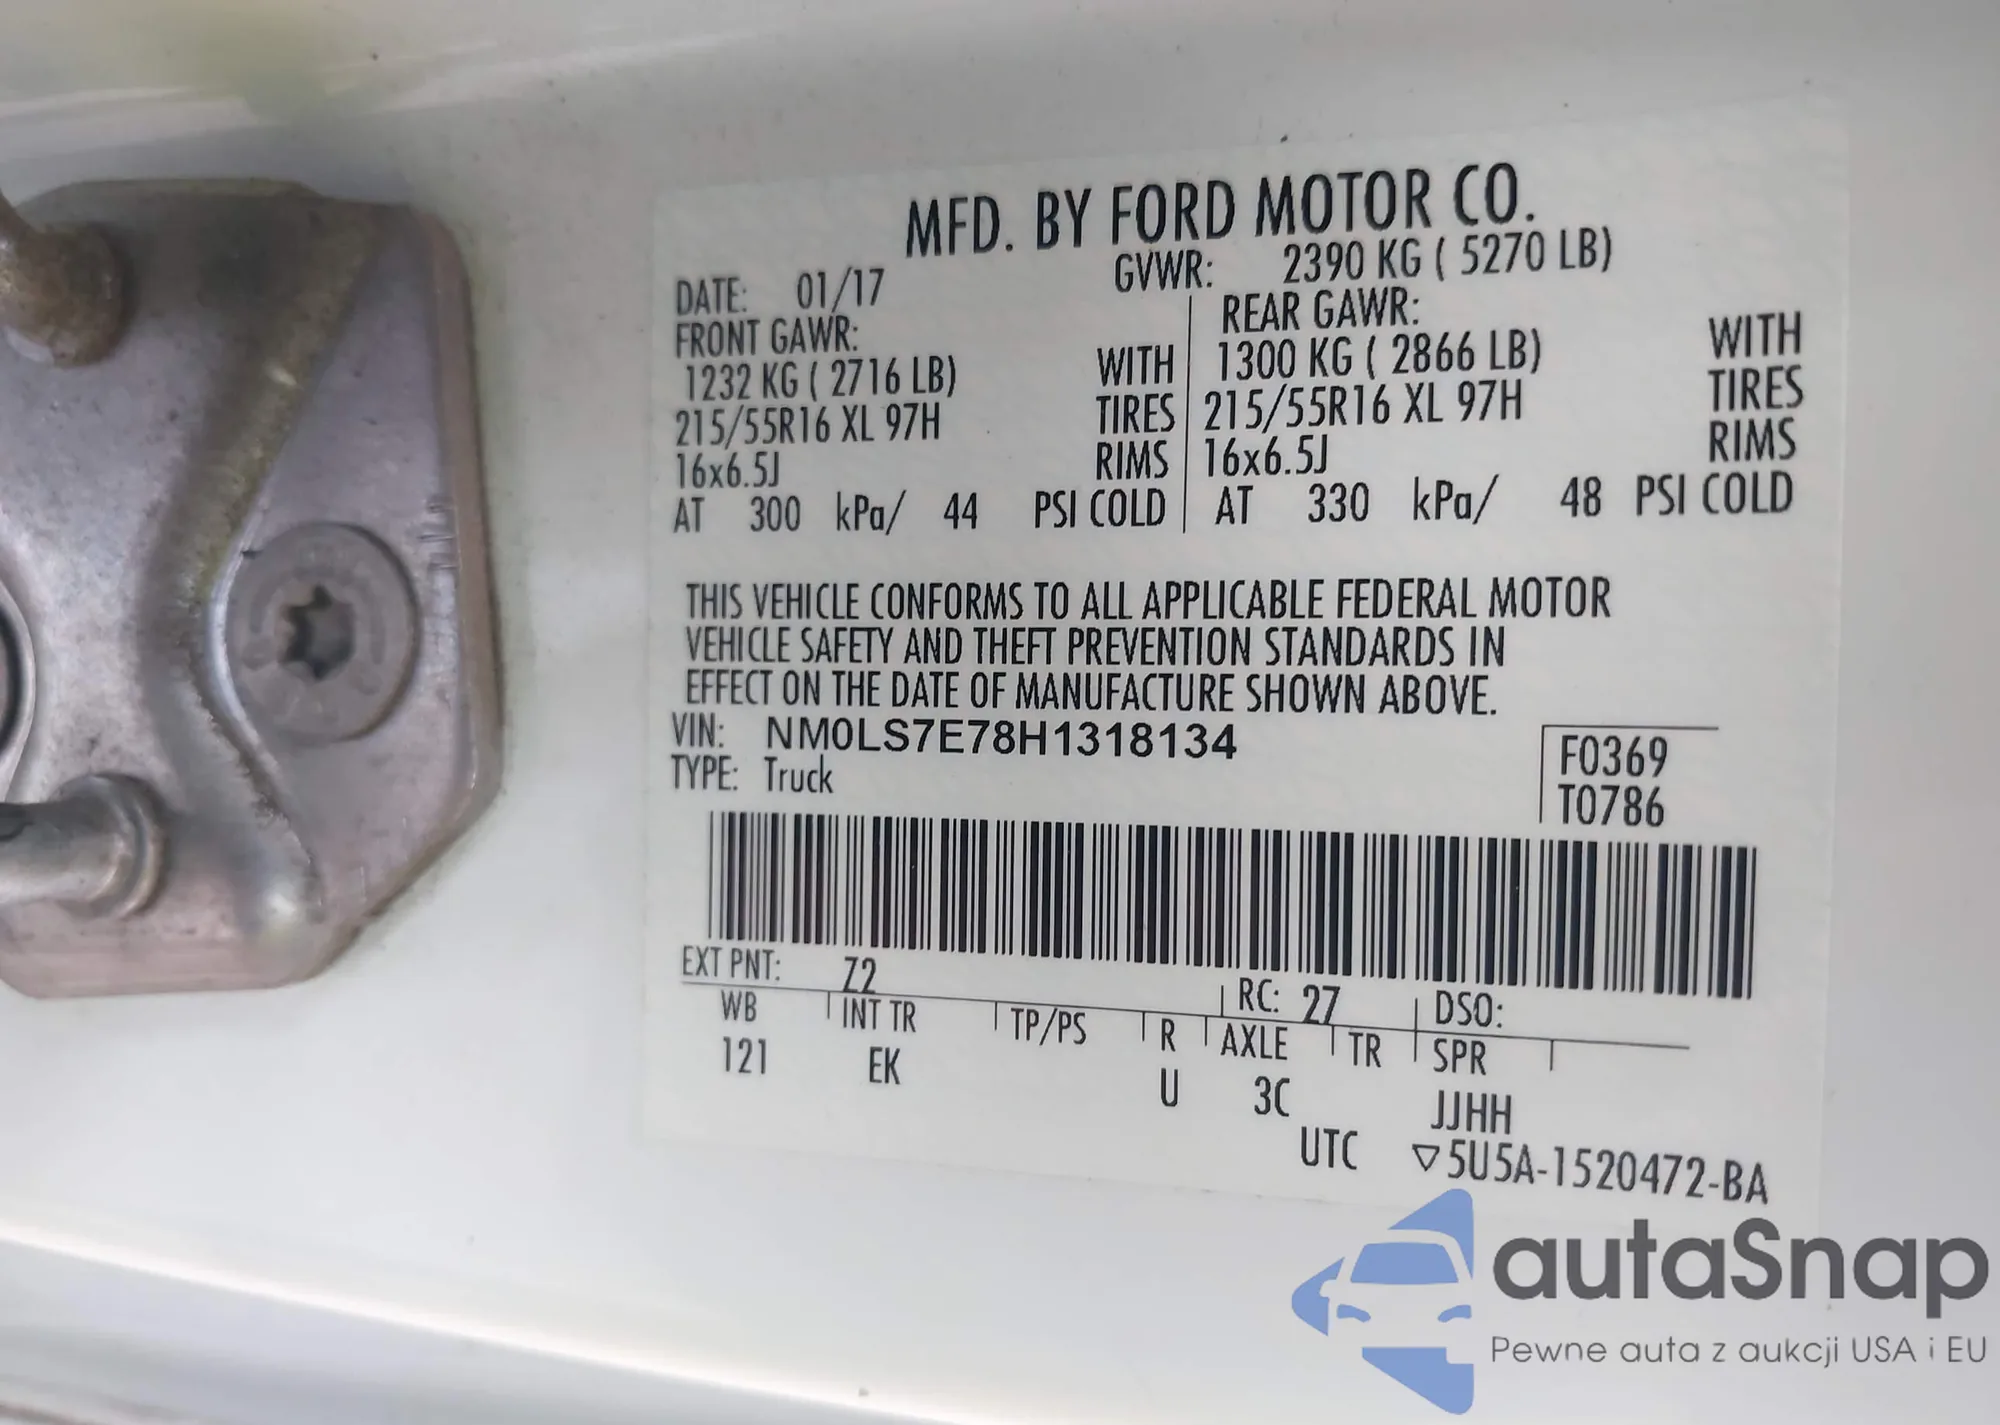 MFD. BY FORD MOTOR CO.
DATE: 01/17 GVWR: 2390 KG ( 5270 LB)
FRONT GAWR: REAR GAWR:
1232 KG ( 2716 LB) WITH 1300 KG ( 2866 LB) WITH
215/55R16 XL 97H TIRES 215/55R16 XL 97H TIRES
16x6.5J RIMS 16x6.5J RIMS
AT 300 kPa/ 44 PSI COLD AT 330 kPa/ 48 PSI COLD
THIS VEHICLE CONFORMS TO ALL APPLICABLE FEDERAL MOTOR
VEHICLE SAFETY AND THEFT PREVENTION STANDARDS IN
EFFECT ON THE DATE OF MANUFACTURE SHOWN ABOVE.
VIN: NM0LS7E78H1318134 F0369
TYPE: Truck T0786
EXT PNT: Z2 RC: 27 DSO:
WB INT TR TP/PS R AXLE TR SPR
121 EK U 3C JJHH
UTC ▽5U5A-1520472-BA
autaSnap
Pewne auta z aukcji USA i EU